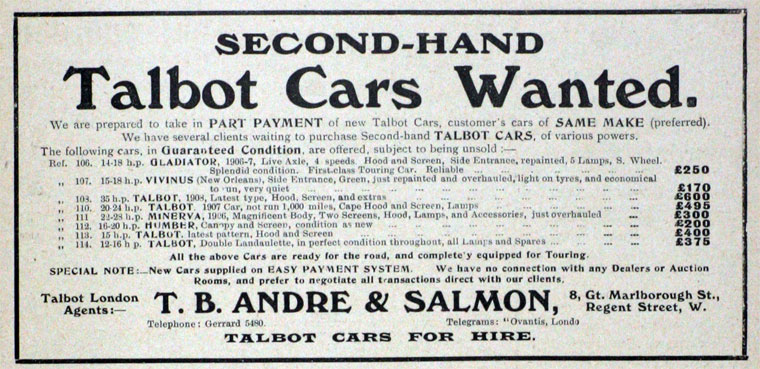 SECOND-HAND
Talbot Cars Wanted.
We are prepared to take in PART PAYMENT of new Talbot Cars, customer's cars of SAME MAKE (preferred).
We have several clients waiting to purchase Second-hand TALBOT CARS, of various powers.
The following cars, in Guaranteed Condition, are offered, subject to being unsold :—
Ref. 106. 14-18 h.p. GLADIATOR, 1906-7, Live Axle, 4 speeds. Hood and Screen, Side Entrance, repainted, 5 Lamps, S. Wheel.
Splendid condition. First-class Touring Car. Reliable ... £250
„ 107. 15-18 h.p. VIVINUS (New Orleans), Side Entrance, Green, just repainted and overhauled, light on tyres, and economical
to run, very quiet ... £170
„ 108. 35 h.p. TALBOT, 1908, Latest type, Hood, Screen, and extras ... £600
„ 110. 20-24 h.p. TALBOT, 1907 Car, not run 1,000 miles, Cape Hood and Screen, Lamps ... £495
„ 111 22-28 h.p. MINERVA, 1906, Magnificent Body, Two Screens, Hood, Lamps, and Accessories, just overhauled ... £300
„ 112. 16-20 h.p. HUMBER, Canopy and screen, condition as new ... £200
„ 113. 15 h.p. TALBOT, latest pattern, Hood and Screen ... £400
„ 114. 12-16 h p. TALBOT, Double Landaulette, in perfect condition throughout, all Lamps and Spares ... £375
All the above Cars are ready for the road, and completely equipped for Touring.
SPECIAL NOTE:—New Cars supplied on EASY PAYMENT SYSTEM. We have no connection with any Dealers or Auction
Rooms, and prefer to negotiate all transactions direct with our clients.
Talbot London Agents:— T. B. ANDRE & SALMON, 8, Gt. Marlborough St., Regent Street, W.
Telephone: Gerrard 5480. Telegrams: "Ovantis, Londo
TALBOT CARS FOR HIRE.